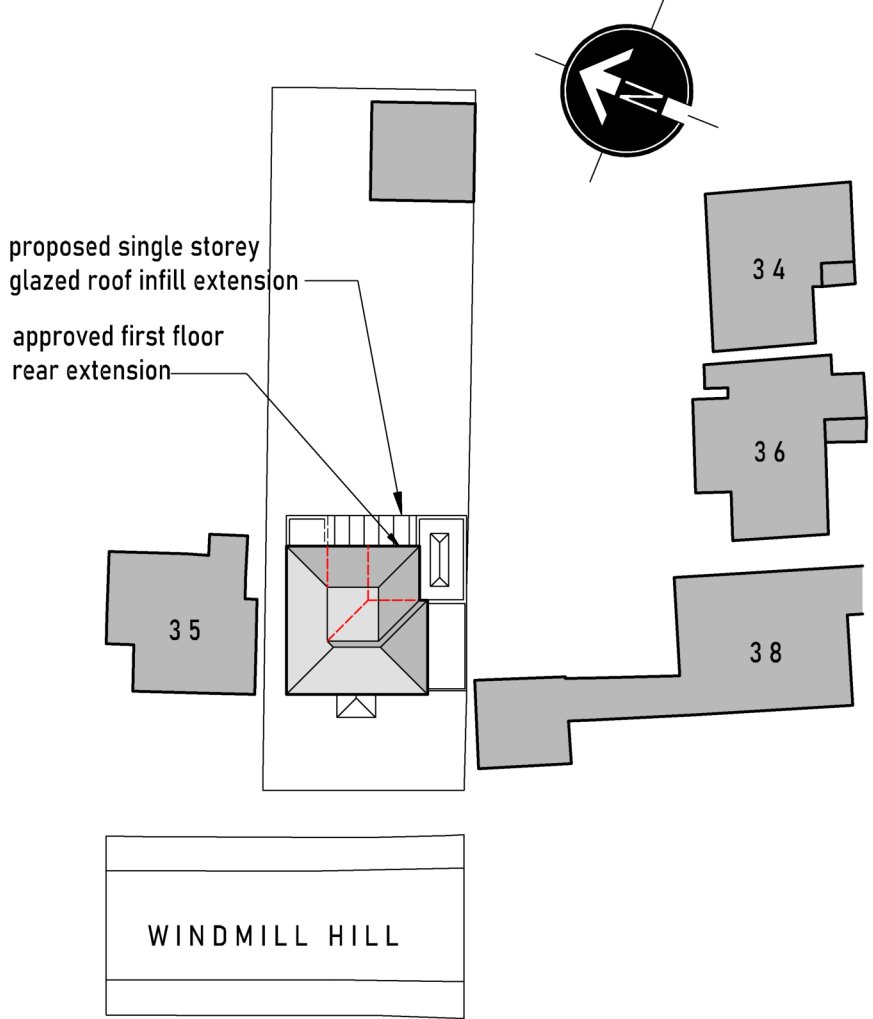 N
34
proposed single storey
glazed roof infill extension
approved first floor
rear extension
36
35
38
WINDMILL HILL